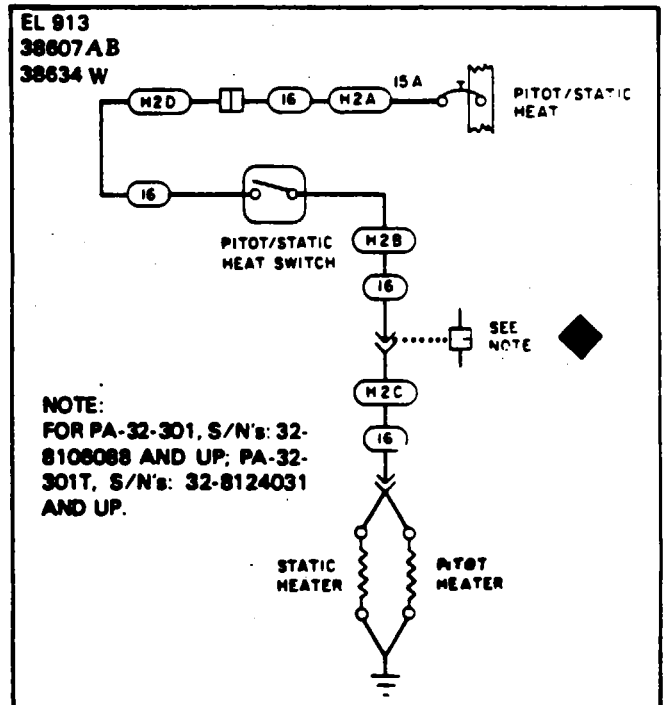 EL 913
38607AB
38634 W
H2D
16
H2A
15 A
PITOT/STATIC
HEAT
16
PITOT/STATIC
HEAT SWITCH
H2B
16
SEE
NOTE
H2C
16
NOTE:
FOR PA-32-301, S/N's: 32-
8106088 AND UP; PA-32-
301T, S/N's: 32-8124031
AND UP.
STATIC
HEATER
PITOT
HEATER